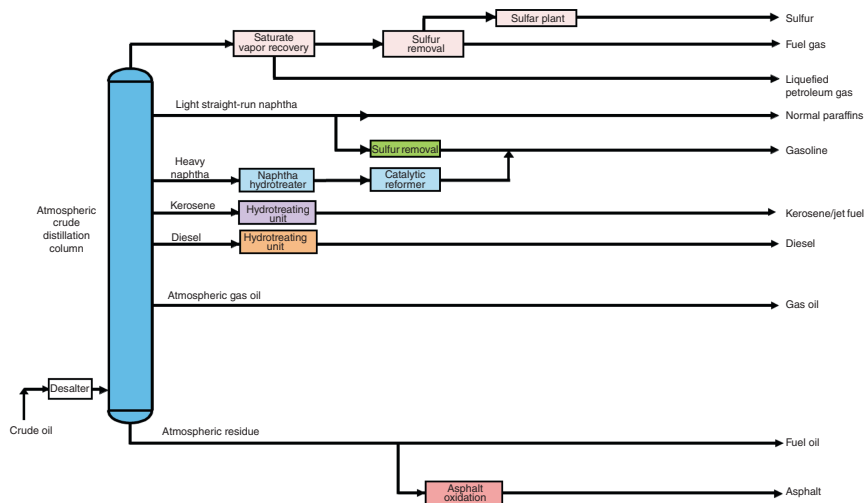 Sulfar plant
Sulfur
Saturate
vapor recovery
Sulfur
removal
Fuel gas
Liquefied
petroleum gas
Light straight-run naphtha
Normal paraffins
Sulfur removal
Gasoline
Heavy
naphtha
Naphtha
hydrotreater
Catalytic
reformer
Atmospheric
crude
distillation
column
Kerosene
Hydrotreating
unit
Kerosene/jet fuel
Diesel
Hydrotreating
unit
Diesel
Atmospheric gas oil
Gas oil
Desalter
Crude oil
Atmospheric residue
Fuel oil
Asphalt
oxidation
Asphalt